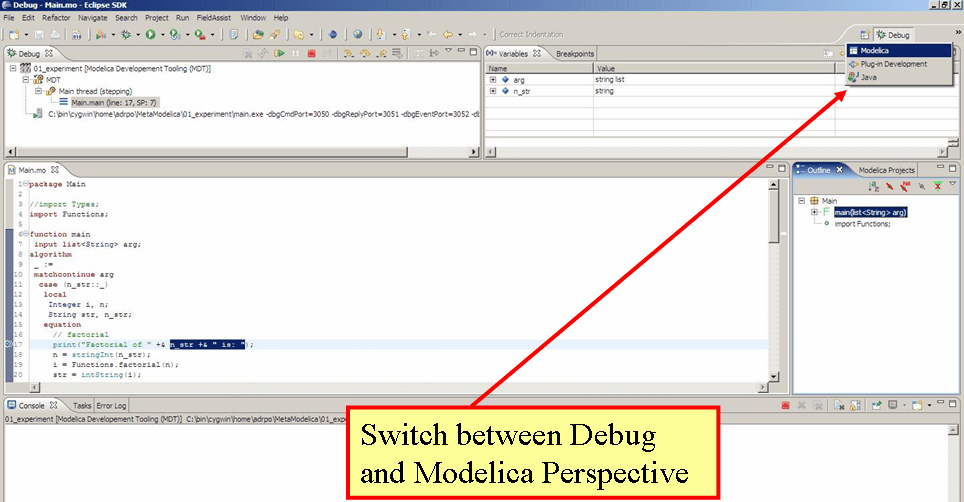 Debug - Main.mo - Eclipse SDK
File Edit Refactor Navigate Search Project Run FieldAssist Window Help
Correct Indentation
Debug
Modelica
Plug-in Development
Java
Debug
01_experiment [Modelica Developement Tooling (MDT)]
MDT
Main thread (stepping)
Main.main (line: 17, SP: 7)
C:\bin\cygwin\home\adrpo\MetaModelica\01_experiment\main.exe -dbgCmdPort=3050 -dbgReplyPort=3051 -dbgEventPort=3052 -db
Variables Breakpoints
Name Value
arg string list
n_str string
Main.mo
1 package Main
2
3 //import Types;
4 import Functions;
5
6 function main
7 input list<String> arg;
8 algorithm
9 _ :=
10 matchcontinue arg
11 case (n_str::_)
12 local
13 Integer i, n;
14 String str, n_str;
15 equation
16 // factorial
17 print("Factorial of " +& n_str +& " is: ");
18 n = stringInt(n_str);
19 i = Functions.factorial(n);
20 str = intString(i);
Outline Modelica Projects
Main
main(list<String> arg)
import Functions;
Console Tasks Error Log
01_experiment [Modelica Developement Tooling (MDT)] C:\bin\cygwin\home\adrpo\MetaModelica\01_experiment\
Switch between Debug
and Modelica Perspective